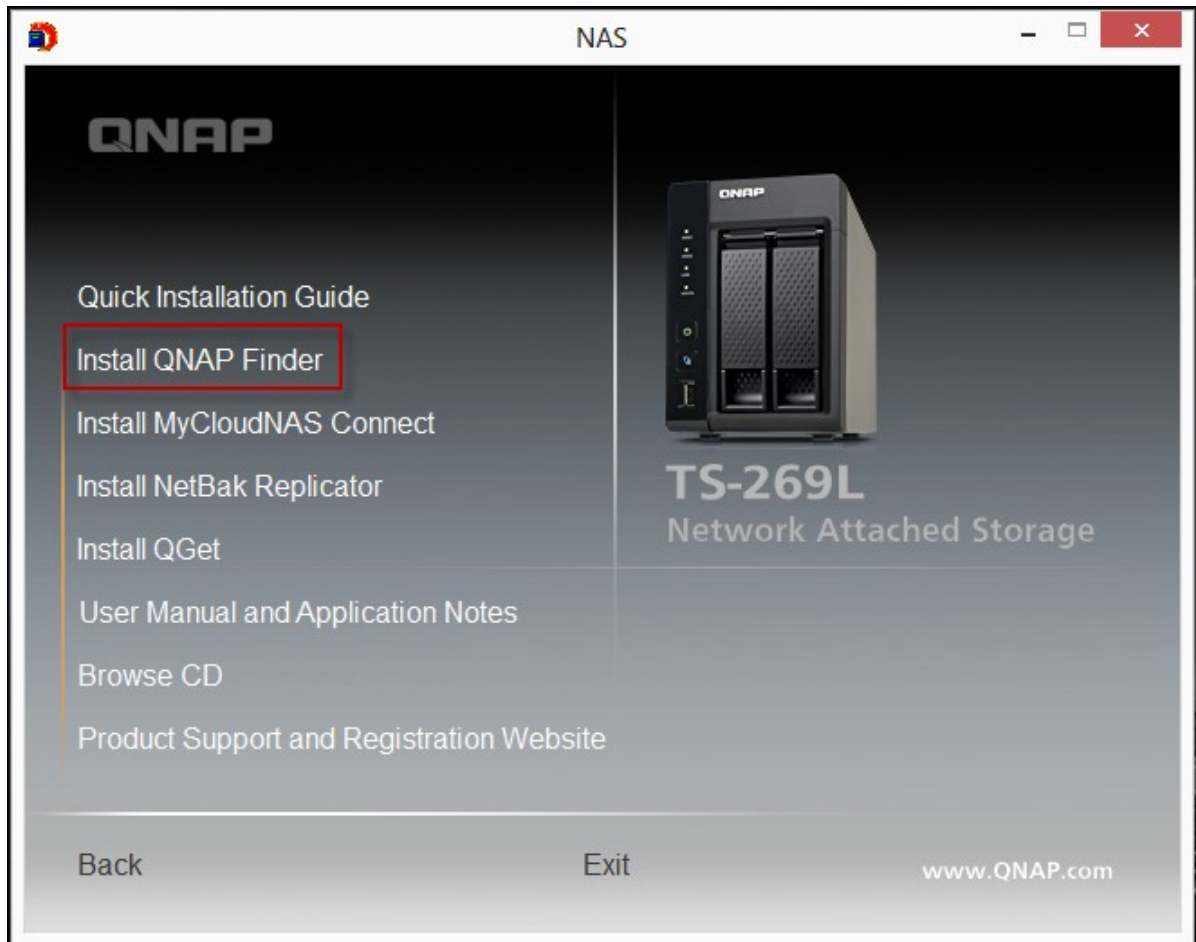 NAS
QNAP
QNAP
Quick Installation Guide
Install QNAP Finder
Install MyCloudNAS Connect
Install NetBak Replicator
Install QGet
User Manual and Application Notes
Browse CD
Product Support and Registration Website
TS-269L
Network Attached Storage
Back
Exit
www.QNAP.com